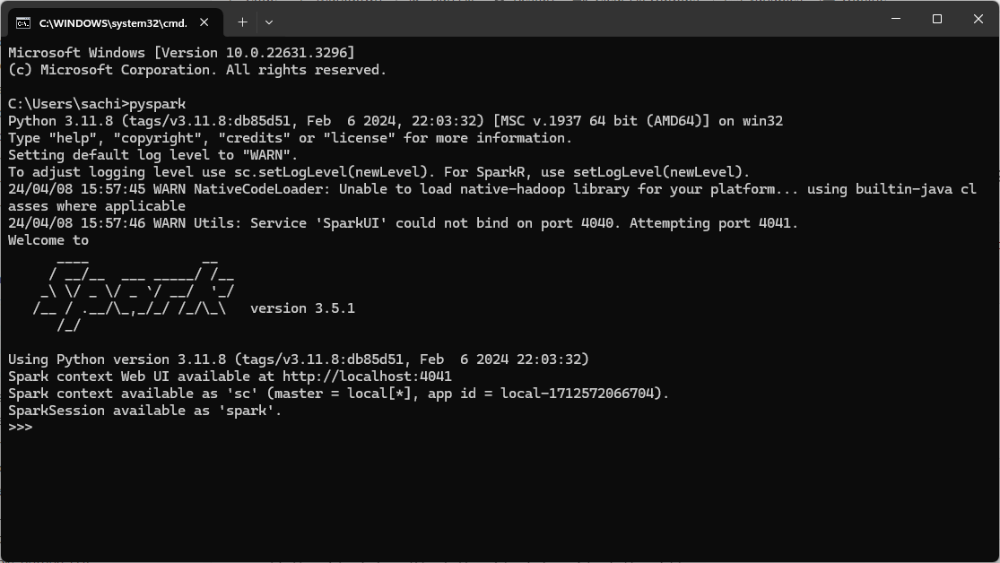 C:\WINDOWS\system32\cmd.
Microsoft Windows [Version 10.0.22631.3296]
(c) Microsoft Corporation. All rights reserved.
C:\Users\sachi>pyspark
Python 3.11.8 (tags/v3.11.8:db85d51, Feb  6 2024, 22:03:32) [MSC v.1937 64 bit (AMD64)] on win32
Type "help", "copyright", "credits" or "license" for more information.
Setting default log level to "WARN".
To adjust logging level use sc.setLogLevel(newLevel). For SparkR, use setLogLevel(newLevel).
24/04/08 15:57:45 WARN NativeCodeLoader: Unable to load native-hadoop library for your platform... using builtin-java cl
asses where applicable
24/04/08 15:57:46 WARN Utils: Service 'SparkUI' could not bind on port 4040. Attempting port 4041.
Welcome to
      ____              __
     / __/__  ___ _____/ /__
    _\ \/ _ \/ _ `/ __/  '_/
   /__ / .__/\_,_/_/ /_/\_\   version 3.5.1
      /_/
Using Python version 3.11.8 (tags/v3.11.8:db85d51, Feb  6 2024 22:03:32)
Spark context Web UI available at http://localhost:4041
Spark context available as 'sc' (master = local[*], app id = local-1712572066704).
SparkSession available as 'spark'.
>>>